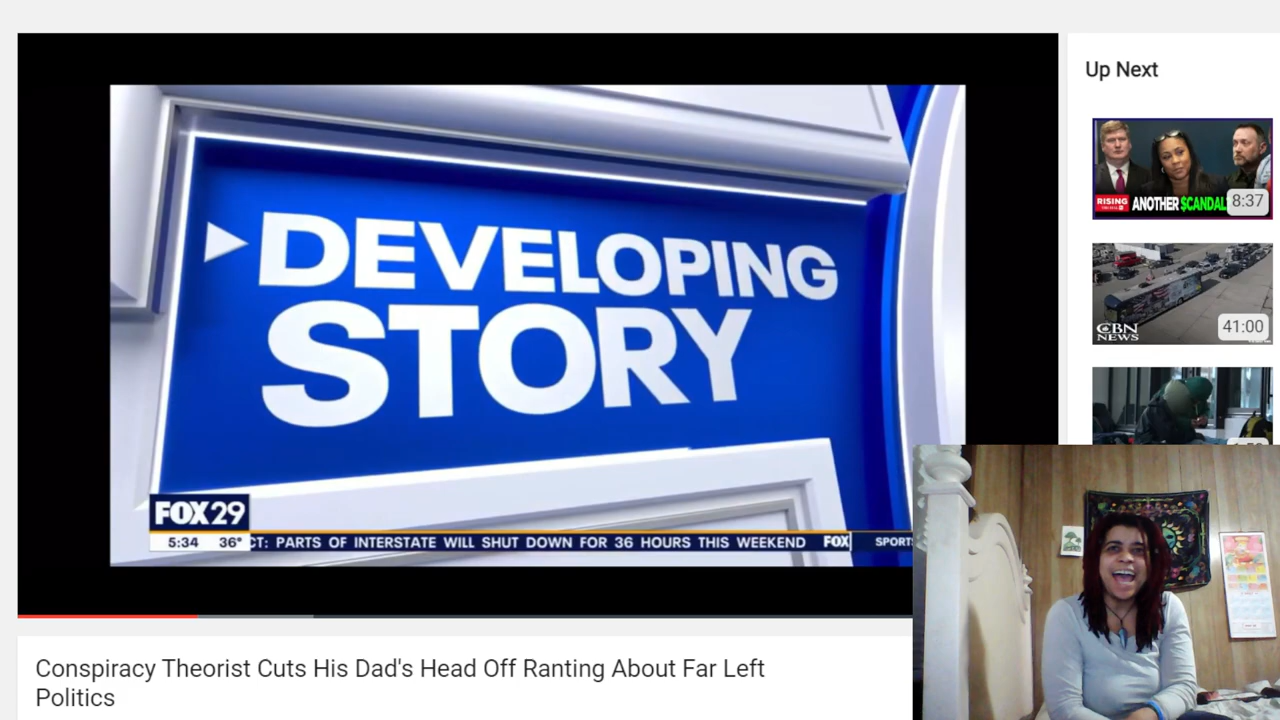 Up Next
RISING
ANOTHER $CANDAL
8:37
CBN
NEWS
41:00
DEVELOPING
STORY
FOX29
5:34 36° CT: PARTS OF INTERSTATE WILL SHUT DOWN FOR 36 HOURS THIS WEEKEND FOX SPORTS
Conspiracy Theorist Cuts His Dad's Head Off Ranting About Far Left
Politics